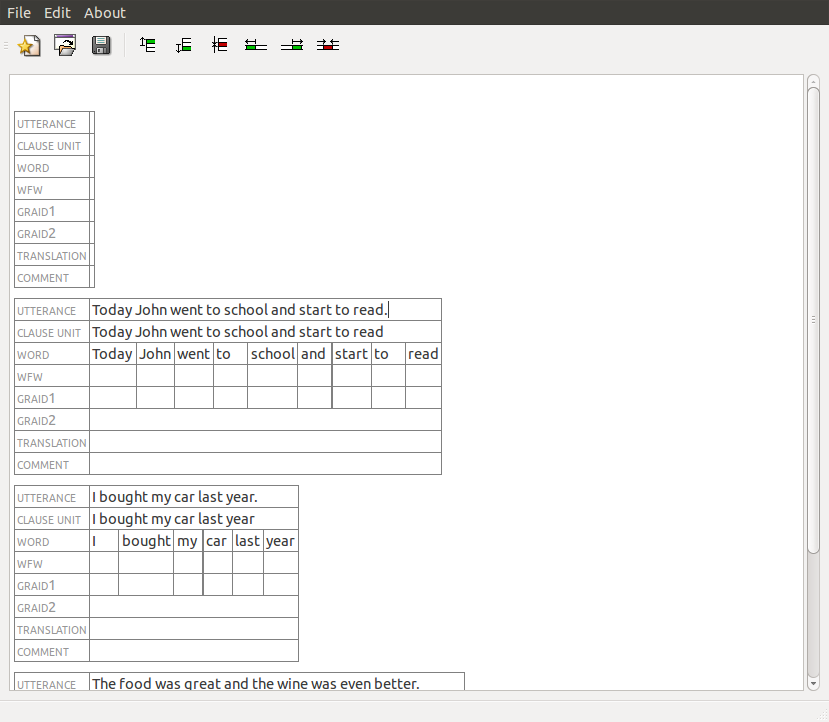 File Edit About
UTTERANCE
CLAUSE UNIT
WORD
WFW
GRAID1
GRAID2
TRANSLATION
COMMENT
UTTERANCE Today John went to school and start to read.
CLAUSE UNIT Today John went to school and start to read
WORD Today John went to school and start to read
WFW
GRAID1
GRAID2
TRANSLATION
COMMENT
UTTERANCE I bought my car last year.
CLAUSE UNIT I bought my car last year
WORD I bought my car last year
WFW
GRAID1
GRAID2
TRANSLATION
COMMENT
UTTERANCE The food was great and the wine was even better.